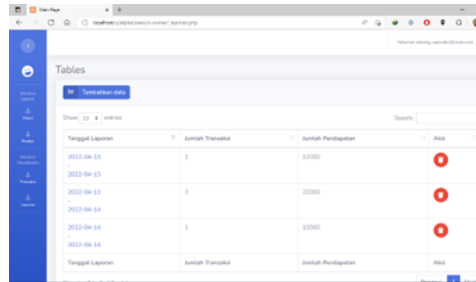 Main Page
Tables
Tambahkan data
Show 10 entries
Search:
Tanggal Laporan
Jumlah Transaksi
Jumlah Pendapatan
Aksi
2022-04-13
-
2022-04-13
2
12000
2022-04-13
-
2022-04-14
3
22000
2022-04-14
-
2022-04-14
1
10000
Tanggal Laporan
Jumlah Transaksi
Jumlah Pendapatan
Aksi
Transaksi
Laporan